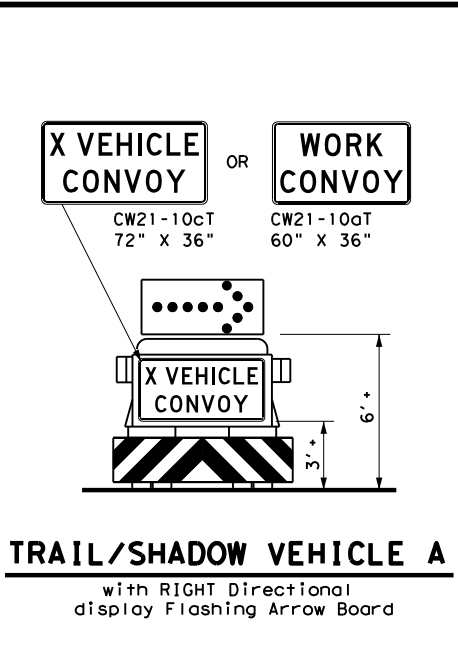 X VEHICLE
CONVOY
OR
WORK
CONVOY
CW21-10cT
72" X 36"
CW21-10aT
60" X 36"
X VEHICLE
CONVOY
6' +
3' +
TRAIL/SHADOW VEHICLE A
with RIGHT Directional
display Flashing Arrow Board